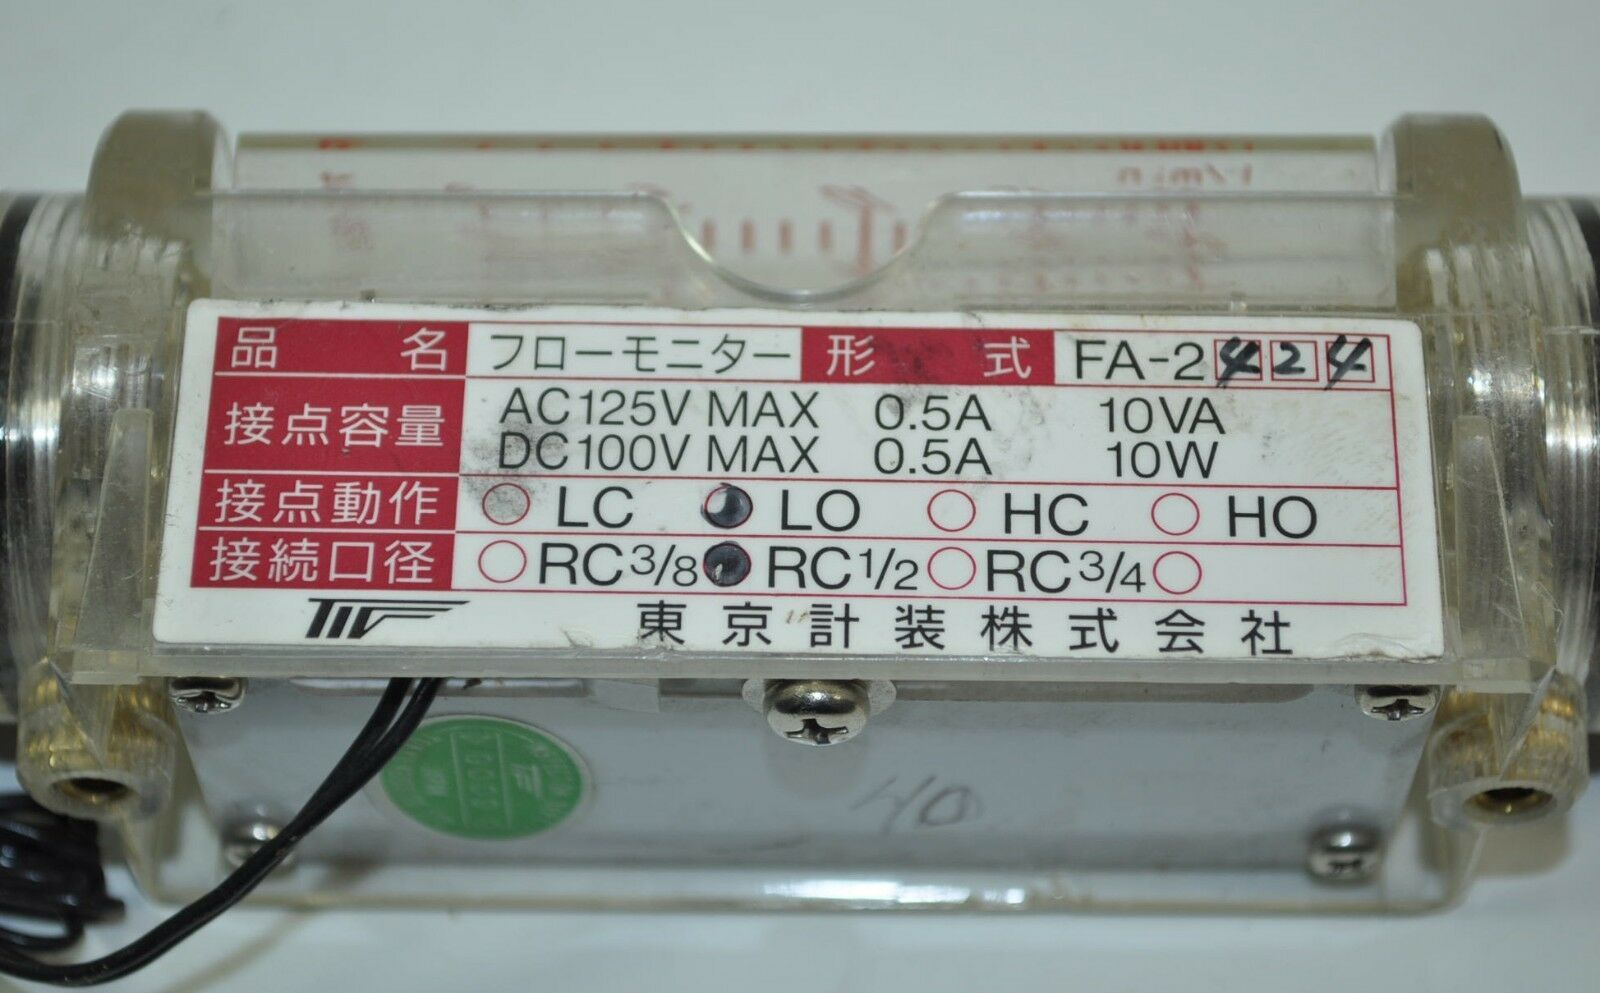 品名 フローモニター 形式 FA-2424
接点容量 AC125V MAX 0.5A 10VA
DC100V MAX 0.5A 10W
接点動作 LC LO HC HO
接続口径 RC3/8 RC1/2 RC3/4
東京計装株式会社
40